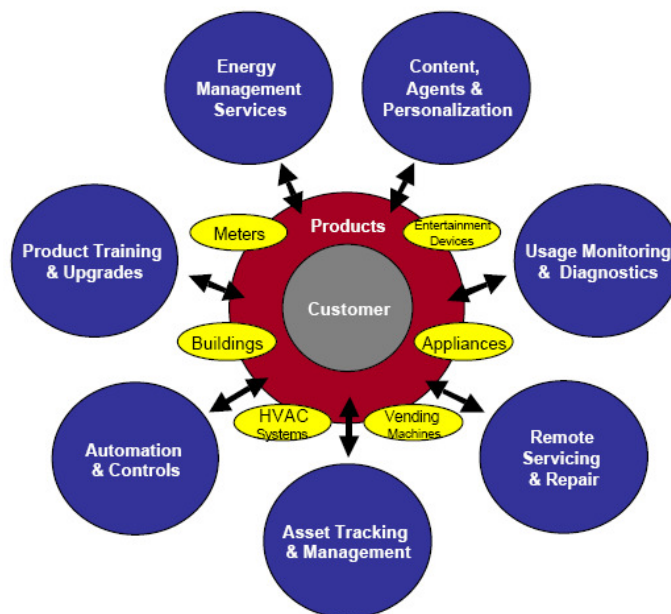 Energy
Management
Services
Content,
Agents &
Personalization
Product Training
& Upgrades
Meters
Products
Entertainment
Devices
Usage Monitoring
& Diagnostics
Customer
Buildings
Appliances
HVAC
Systems
Vending
Machines
Automation
& Controls
Remote
Servicing
& Repair
Asset Tracking
& Management